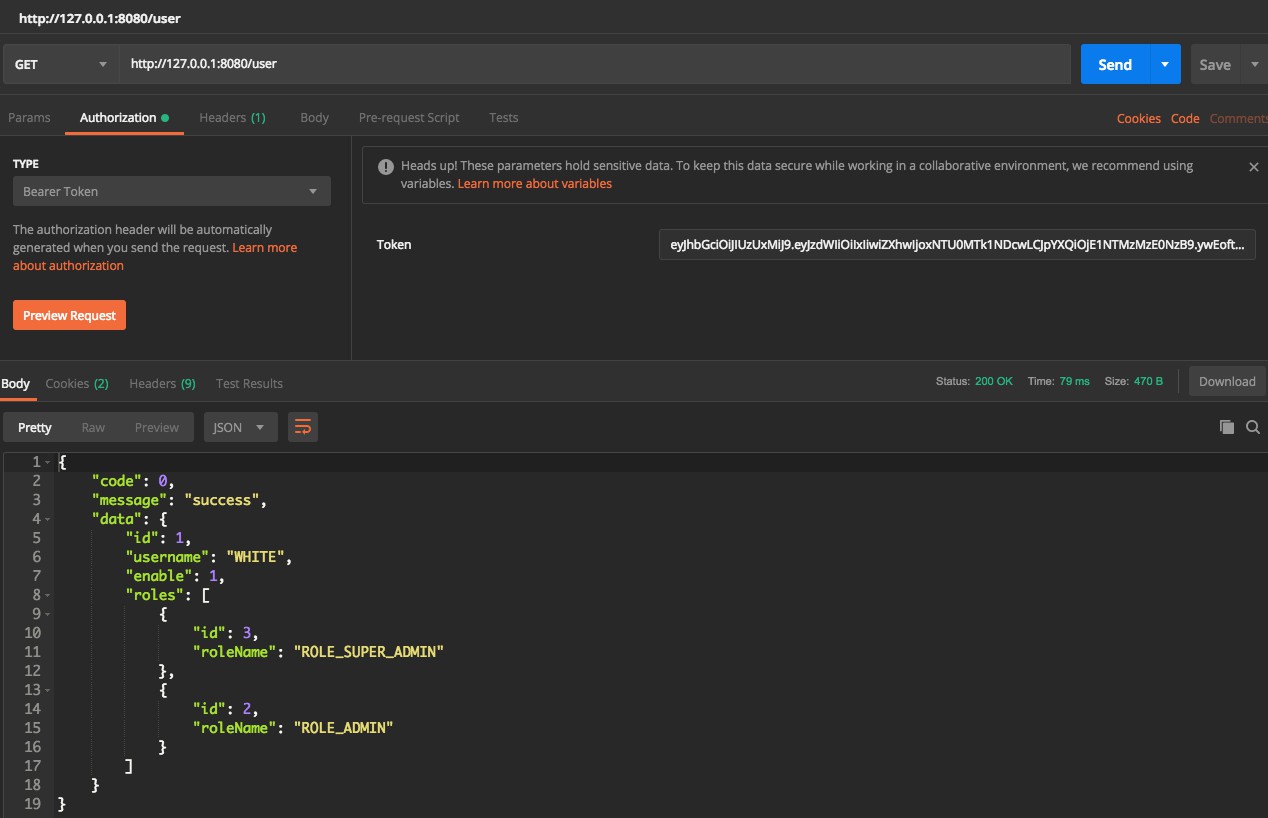 http://127.0.0.1:8080/user
GET http://127.0.0.1:8080/user Send Save
Params Authorization Headers (1) Body Pre-request Script Tests Cookies Code Comments
TYPE
Bearer Token
The authorization header will be automatically
generated when you send the request. Learn more
about authorization
Preview Request
Heads up! These parameters hold sensitive data. To keep this data secure while working in a collaborative environment, we recommend using
variables. Learn more about variables
Token
Body Cookies (2) Headers (9) Test Results Status: 200 OK Time: 79 ms Size: 470 B Download
Pretty Raw Preview JSON
1 {
2 "code": 0,
3 "message": "success",
4 "data": {
5 "id": 1,
6 "username": "WHITE",
7 "enable": 1,
8 "roles": [
9 {
10 "id": 3,
11 "roleName": "ROLE_SUPER_ADMIN"
12 },
13 {
14 "id": 2,
15 "roleName": "ROLE_ADMIN"
16 }
17 ]
18 }
19 }